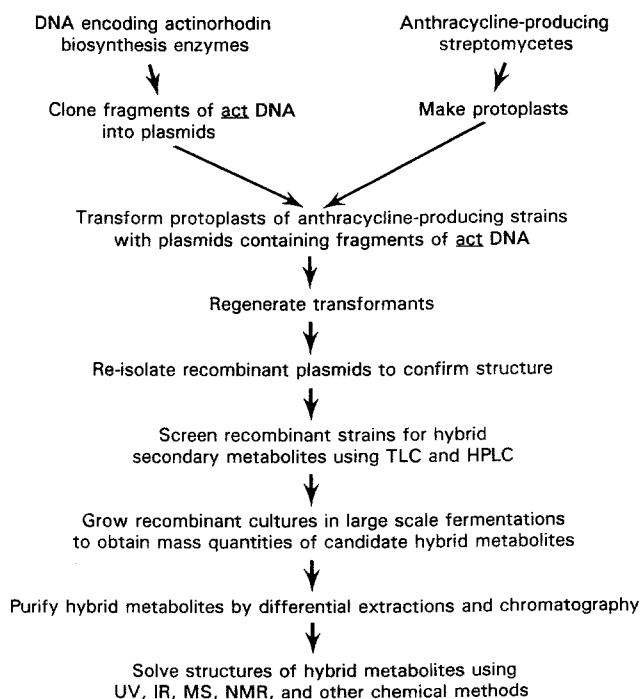 DNA encoding actinorhodin
biosynthesis enzymes
Anthracycline-producing
streptomycetes
Clone fragments of act DNA
into plasmids
Make protoplasts
Transform protoplasts of anthracycline-producing strains
with plasmids containing fragments of act DNA
Regenerate transformants
Re-isolate recombinant plasmids to confirm structure
Screen recombinant strains for hybrid
secondary metabolites using TLC and HPLC
Grow recombinant cultures in large scale fermentations
to obtain mass quantities of candidate hybrid metabolites
Purify hybrid metabolites by differential extractions and chromatography
Solve structures of hybrid metabolites using
UV, IR, MS, NMR, and other chemical methods